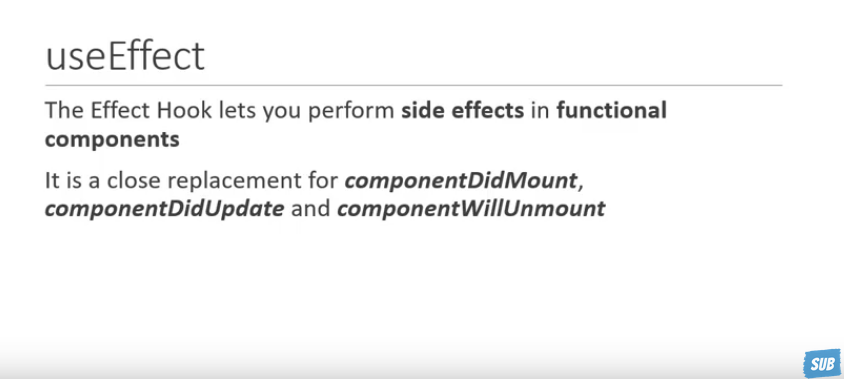 useEffect
The Effect Hook lets you perform side effects in functional
components
It is a close replacement for componentDidMount,
componentDidUpdate and componentWillUnmount
SUB